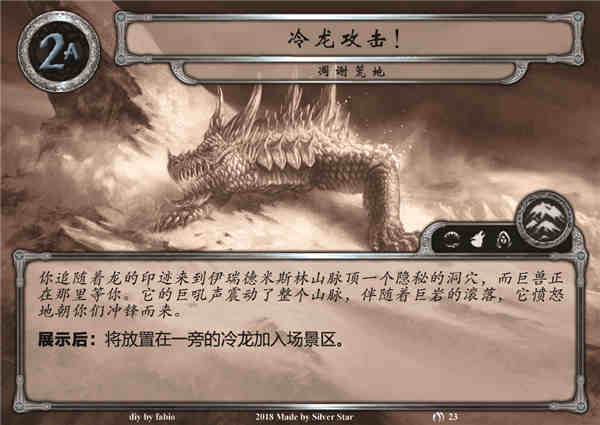 2A
冷龙攻击！
凋谢荒地
你追随着龙的印迹来到伊瑞德米斯林山脉顶一个隐秘的洞穴，而巨兽正
在那里等你。它的巨吼声震动了整个山脉，伴随着巨岩的滚落，它愤怒
地朝你们冲锋而来。
展示后：将放置在一旁的冷龙加入场景区。
diy by fabio 2018 Made by Silver Star 23